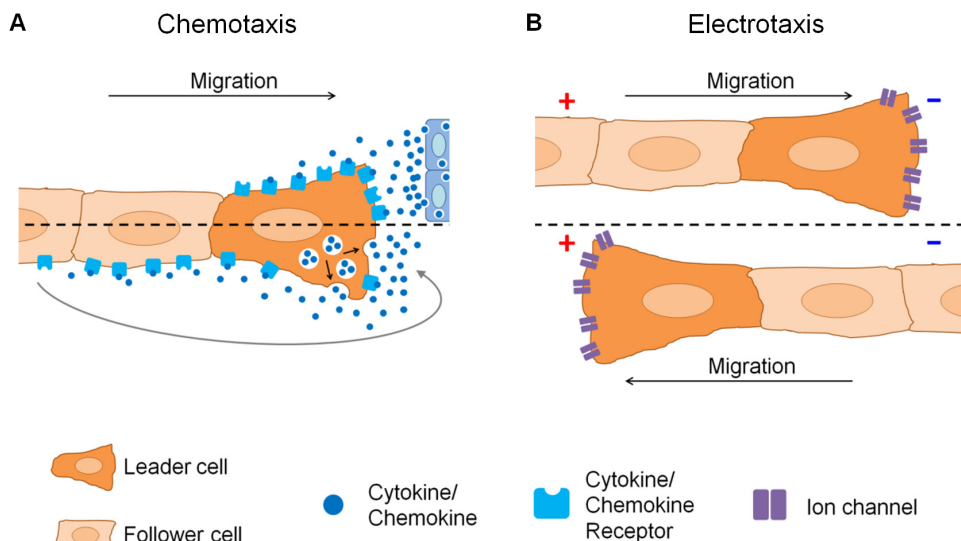 A
Chemotaxis
Migration
B
Electrotaxis
Migration
+
−
+
−
Migration
Leader cell
Follower cell
Cytokine/
Chemokine
Cytokine/
Chemokine
Receptor
Ion channel